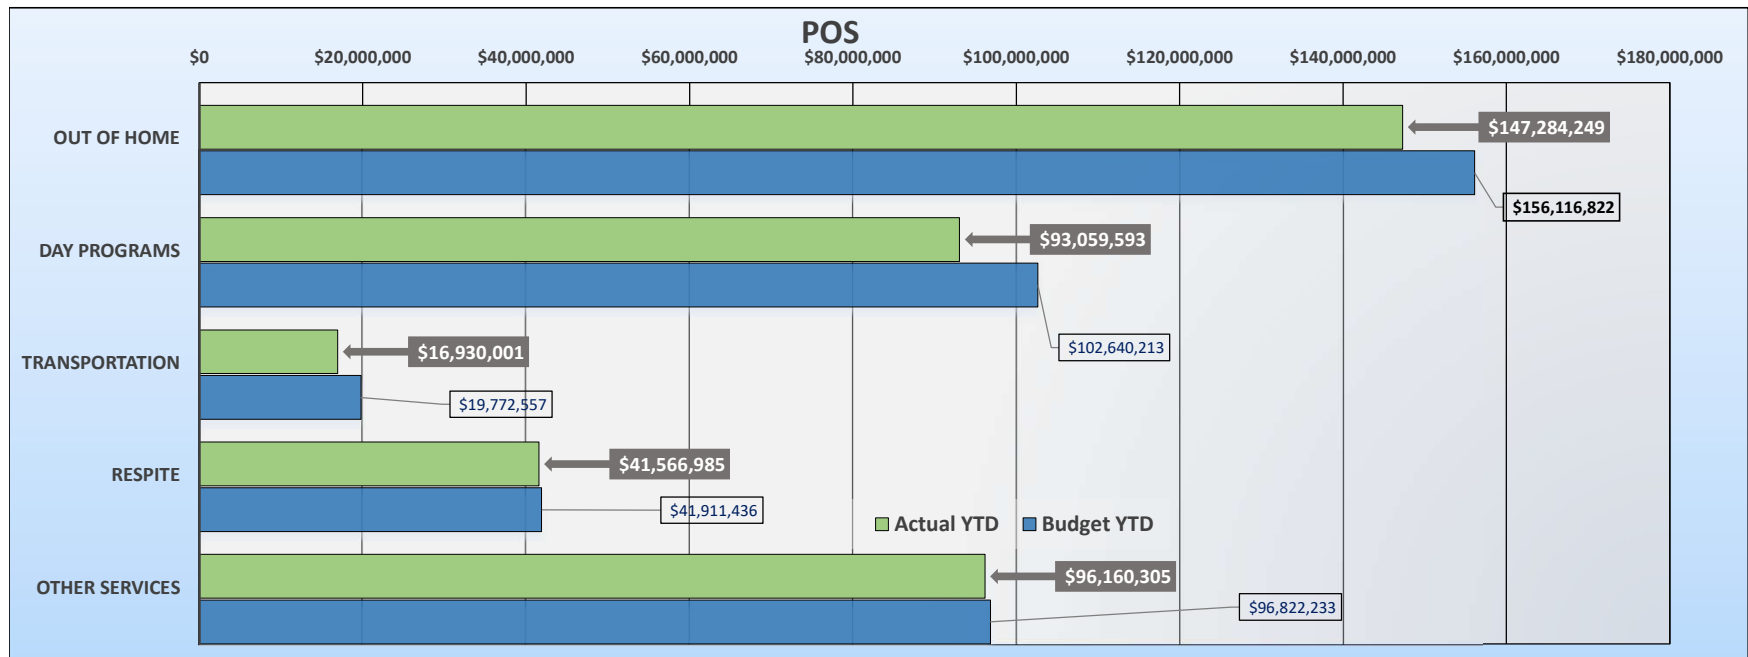 POS
$0 $20,000,000 $40,000,000 $60,000,000 $80,000,000 $100,000,000 $120,000,000 $140,000,000 $160,000,000 $180,000,000
OUT OF HOME
$147,284,249
$156,116,822
DAY PROGRAMS
$93,059,593
$102,640,213
TRANSPORTATION
$16,930,001
$19,772,557
RESPITE
$41,566,985
$41,911,436
Actual YTD Budget YTD
OTHER SERVICES
$96,160,305
$96,822,233